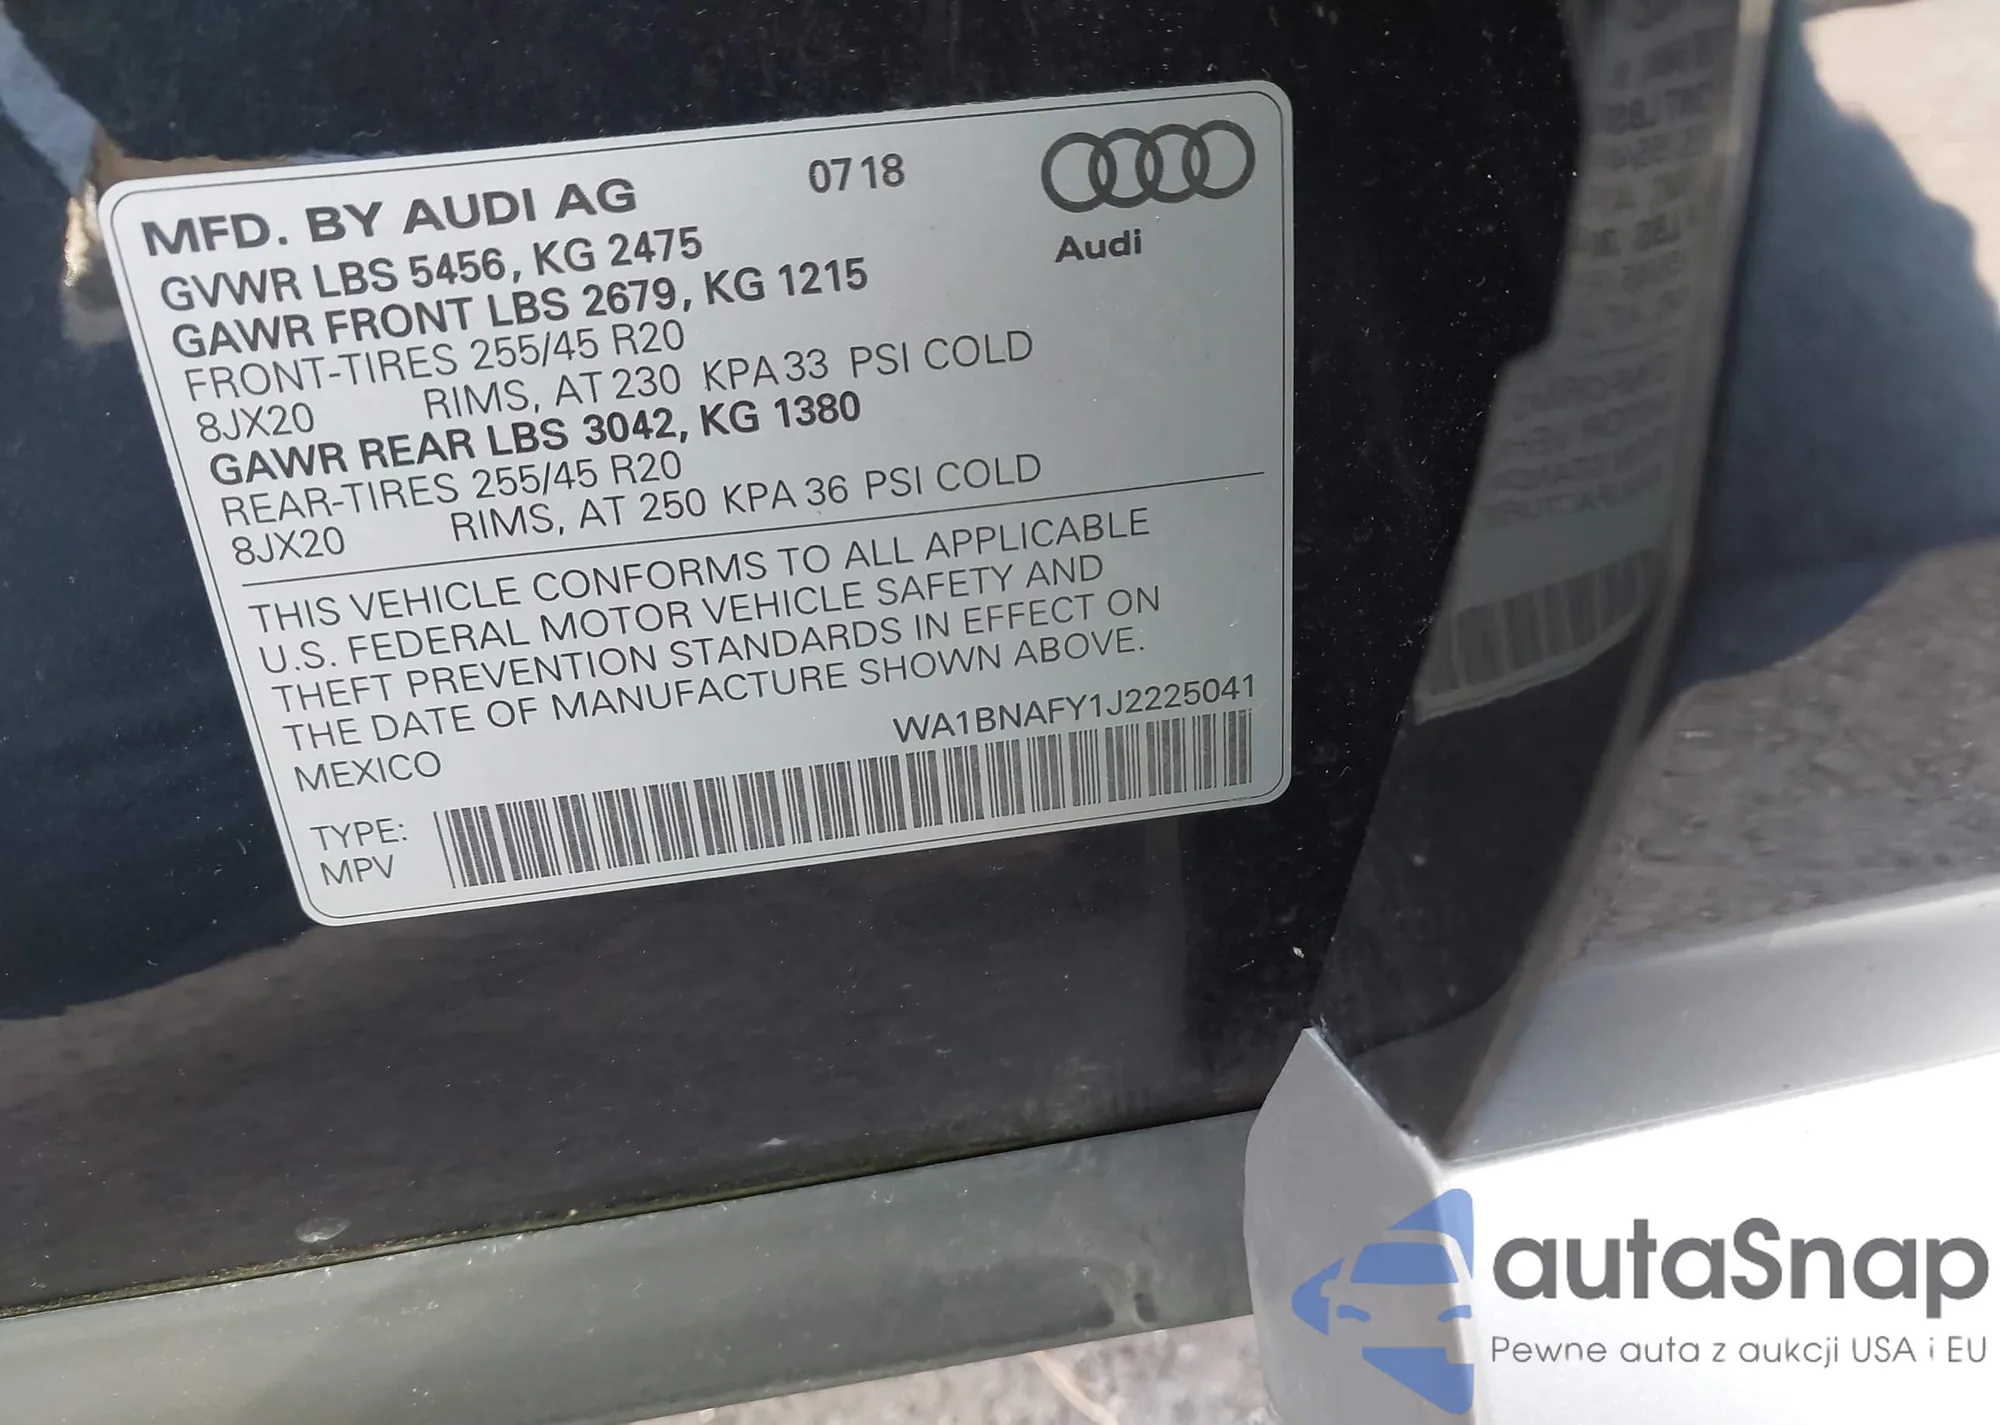 MFD. BY AUDI AG 0718
Audi
GVWR LBS 5456, KG 2475
GAWR FRONT LBS 2679, KG 1215
FRONT-TIRES 255/45 R20
8JX20 RIMS, AT 230 KPA 33 PSI COLD
GAWR REAR LBS 3042, KG 1380
REAR-TIRES 255/45 R20
8JX20 RIMS, AT 250 KPA 36 PSI COLD
THIS VEHICLE CONFORMS TO ALL APPLICABLE
U.S. FEDERAL MOTOR VEHICLE SAFETY AND
THEFT PREVENTION STANDARDS IN EFFECT ON
THE DATE OF MANUFACTURE SHOWN ABOVE.
MEXICO WA1BNAFY1J2225041
TYPE:
MPV
autaSnap
Pewne auta z aukcji USA i EU